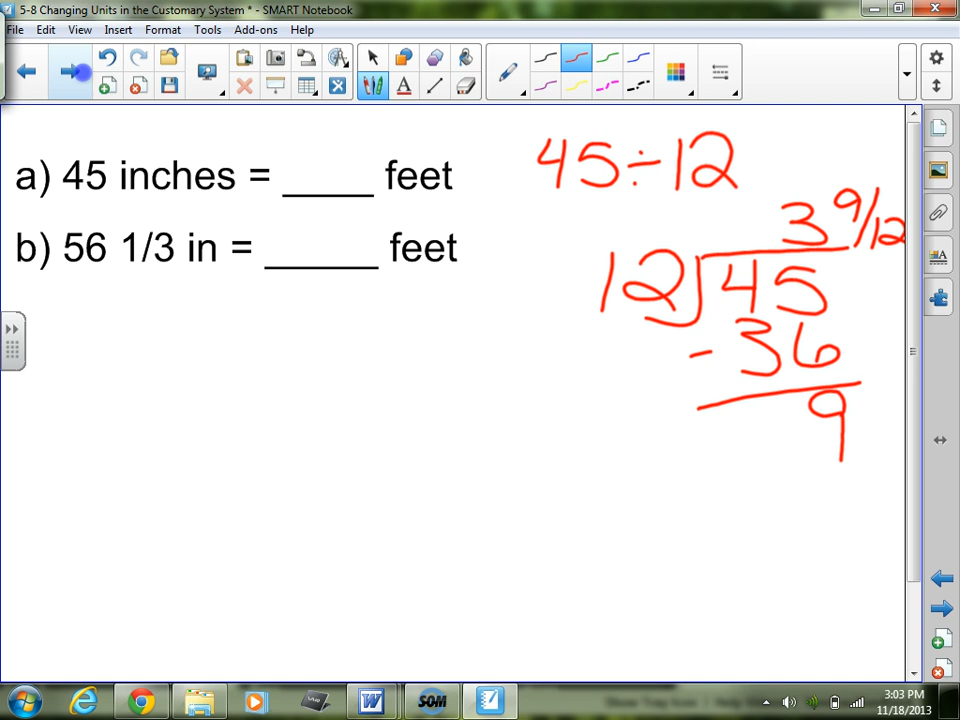 5-8 Changing Units in the Customary System * - SMART Notebook
File Edit View Insert Format Tools Add-ons Help
a) 45 inches = ____ feet
45÷12
b) 56 1/3 in = _____ feet
3 9/12
12 45
- 36
9
SOM
3:03 PM
11/18/2013